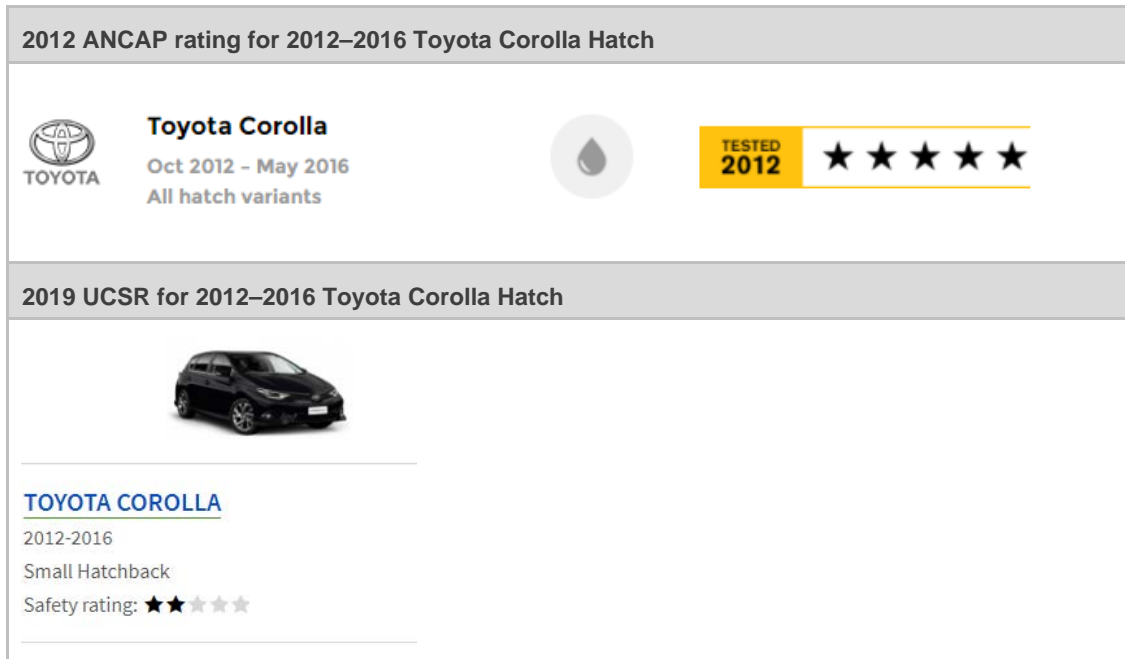 2012 ANCAP rating for 2012–2016 Toyota Corolla Hatch
TOYOTA
Toyota Corolla
Oct 2012 – May 2016
All hatch variants
TESTED
2012
2019 UCSR for 2012–2016 Toyota Corolla Hatch
TOYOTA COROLLA
2012-2016
Small Hatchback
Safety rating: